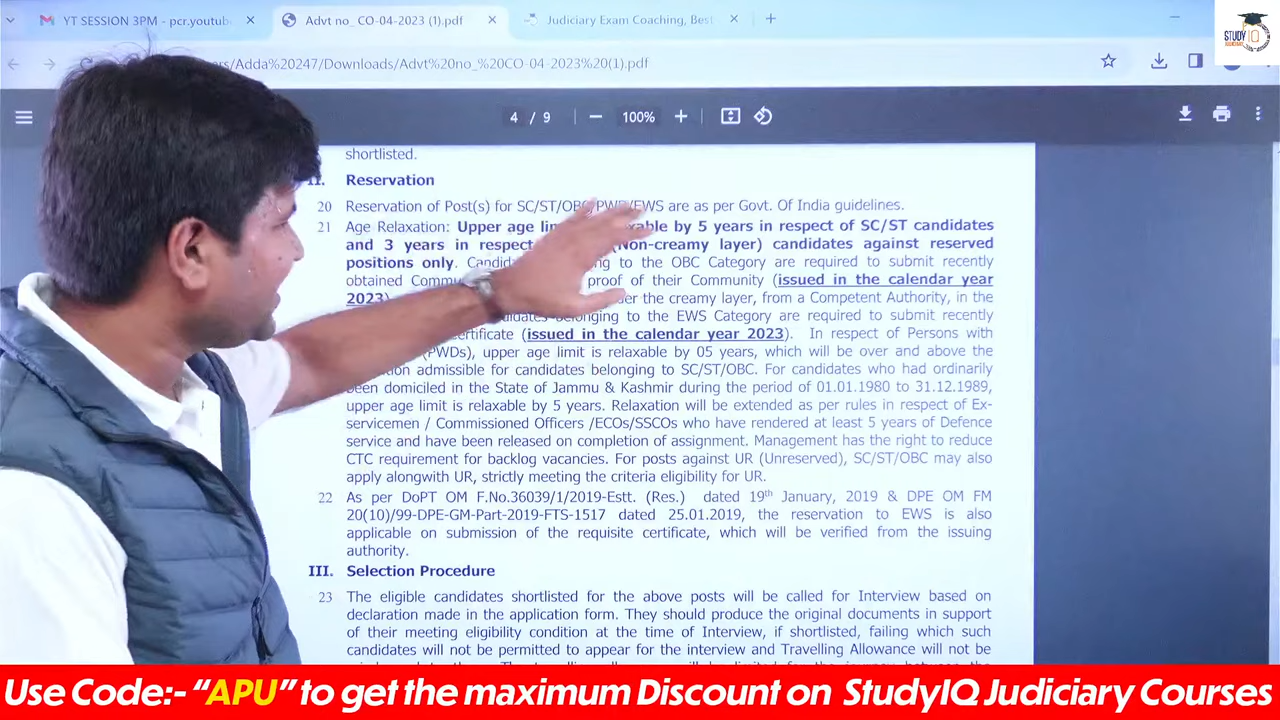 YT SESSION 3PM - pcr.youtub
Advt no_ CO-04-2023 (1).pdf
Judiciary Exam Coaching, Best
STUDY IQ
JUDICIARY
ers/Adda%20247/Downloads/Advt%20no_%20CO-04-2023%20(1).pdf
4 / 9
100%
shortlisted.
II. Reservation
20 Reservation of Post(s) for SC/ST/OBC/PWD/EWS are as per Govt. Of India guidelines.
21 Age Relaxation: Upper age by 5 years in respect of SC/ST candidates
and 3 years in respect (Non-creamy layer) candidates against reserved
positions only. to the OBC Category are required to submit recently
obtained proof of their Community (issued in the calendar year
2023) the creamy layer, from a Competent Authority, in the
belonging to the EWS Category are required to submit recently
(issued in the calendar year 2023). In respect of Persons with
(PWDs), upper age limit is relaxable by 05 years, which will be over and above the
admissible for candidates belonging to SC/ST/OBC. For candidates who had ordinarily
been domiciled in the State of Jammu & Kashmir during the period of 01.01.1980 to 31.12.1989,
upper age limit is relaxable by 5 years. Relaxation will be extended as per rules in respect of Ex-
servicemen / Commissioned Officers /ECOs/SSCOs who have rendered at least 5 years of Defence
service and have been released on completion of assignment. Management has the right to reduce
CTC requirement for backlog vacancies. For posts against UR (Unreserved), SC/ST/OBC may also
apply alongwith UR, strictly meeting the criteria eligibility for UR.
22 As per DoPT OM F.No.36039/1/2019-Estt. (Res.) dated 19th January, 2019 & DPE OM FM
20(10)/99-DPE-GM-Part-2019-FTS-1517 dated 25.01.2019, the reservation to EWS is also
applicable on submission of the requisite certificate, which will be verified from the issuing
authority.
III. Selection Procedure
23 The eligible candidates shortlisted for the above posts will be called for Interview based on
declaration made in the application form. They should produce the original documents in support
of their meeting eligibility condition at the time of Interview, if shortlisted, failing which such
candidates will not be permitted to appear for the interview and Travelling Allowance will not be
Use Code:- “APU” to get the maximum Discount on StudyIQ Judiciary Courses